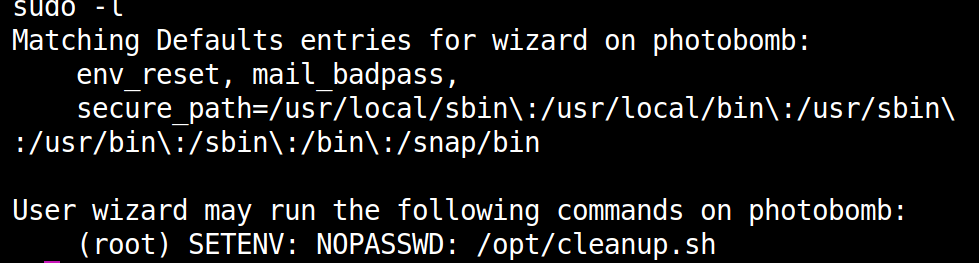 sudo -l
Matching Defaults entries for wizard on photobomb:
    env_reset, mail_badpass,
    secure_path=/usr/local/sbin\:/usr/local/bin\:/usr/sbin\
:/usr/bin\:/sbin\:/bin\:/snap/bin

User wizard may run the following commands on photobomb:
    (root) SETENV: NOPASSWD: /opt/cleanup.sh